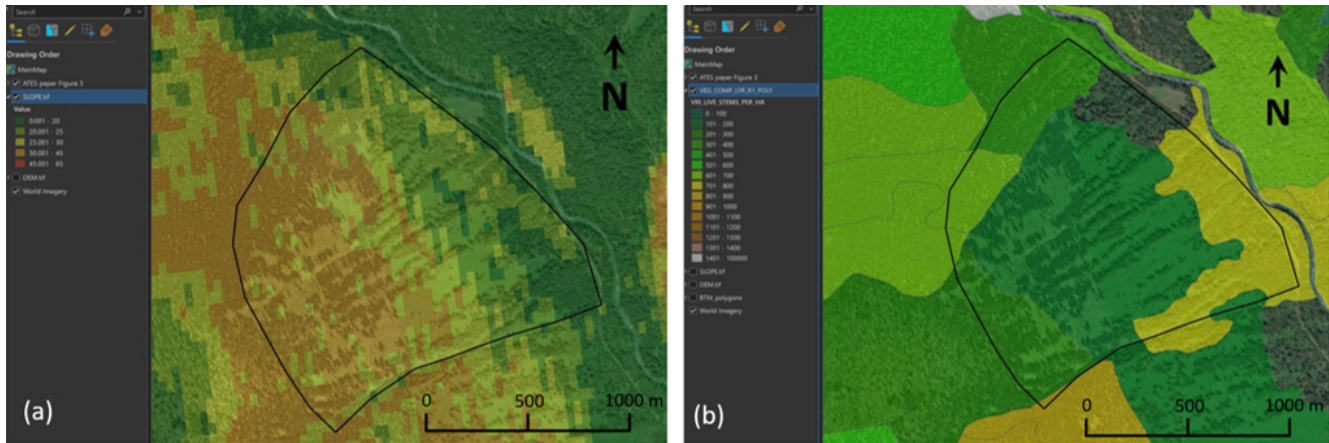 Search
Drawing Order
MainMap
ATES paper Figure 3
SLOPE.tif
Value
0.001 - 20
20.001 - 25
25.001 - 30
30.001 - 45
45.001 - 65
DEM.tif
World Imagery
N
(a)
0 500 1000 m
Search
Drawing Order
MainMap
ATES paper Figure 3
VEG_COMP_LYR_R1_POLY
VRI_LIVE_STEMS_PER_HA
0 - 100
101 - 200
201 - 300
301 - 400
401 - 500
501 - 600
601 - 700
701 - 800
801 - 900
901 - 1000
1001 - 1100
1101 - 1200
1201 - 1300
1301 - 1400
1401 - 100000
SLOPE.tif
DEM.tif
BTM_polygons
World Imagery
N
(b)
0 500 1000 m